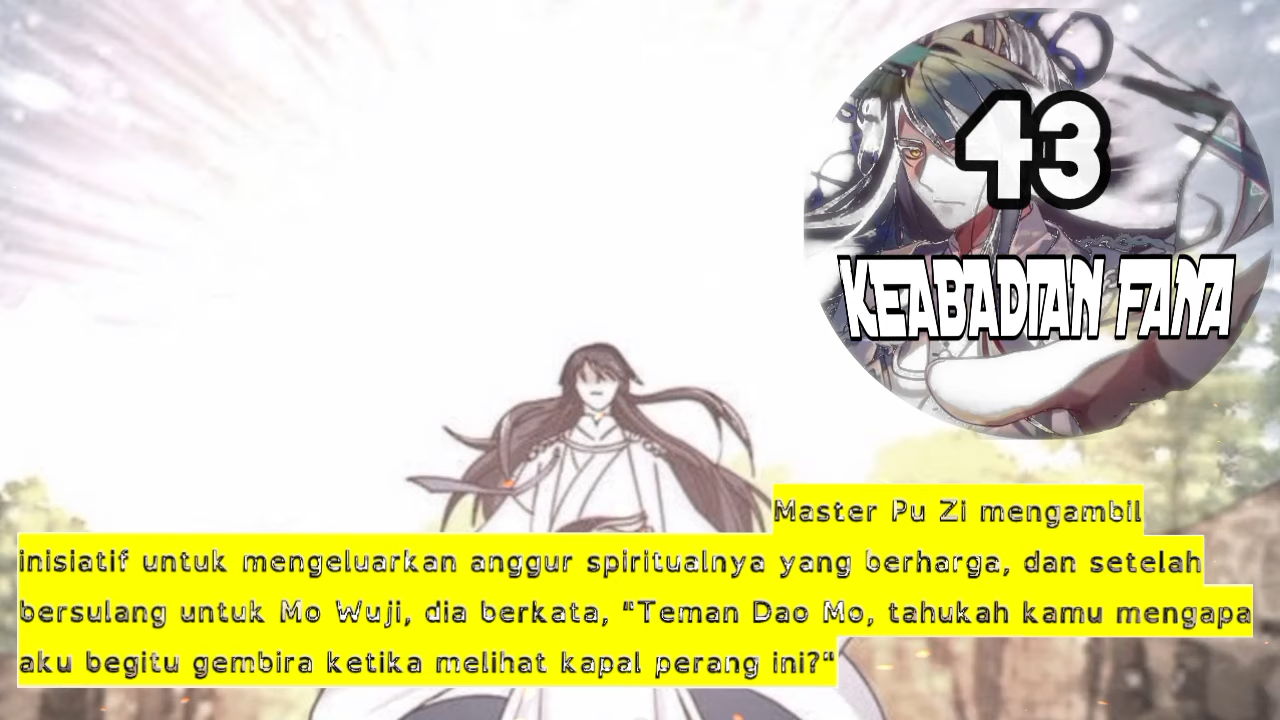 43
KEABADIAN FANA
Master Pu Zi mengambil
inisiatif untuk mengeluarkan anggur spiritualnya yang berharga, dan setelah
bersulang untuk Mo Wuji, dia berkata, "Teman Dao Mo, tahukah kamu mengapa
aku begitu gembira ketika melihat kapal perang ini?"